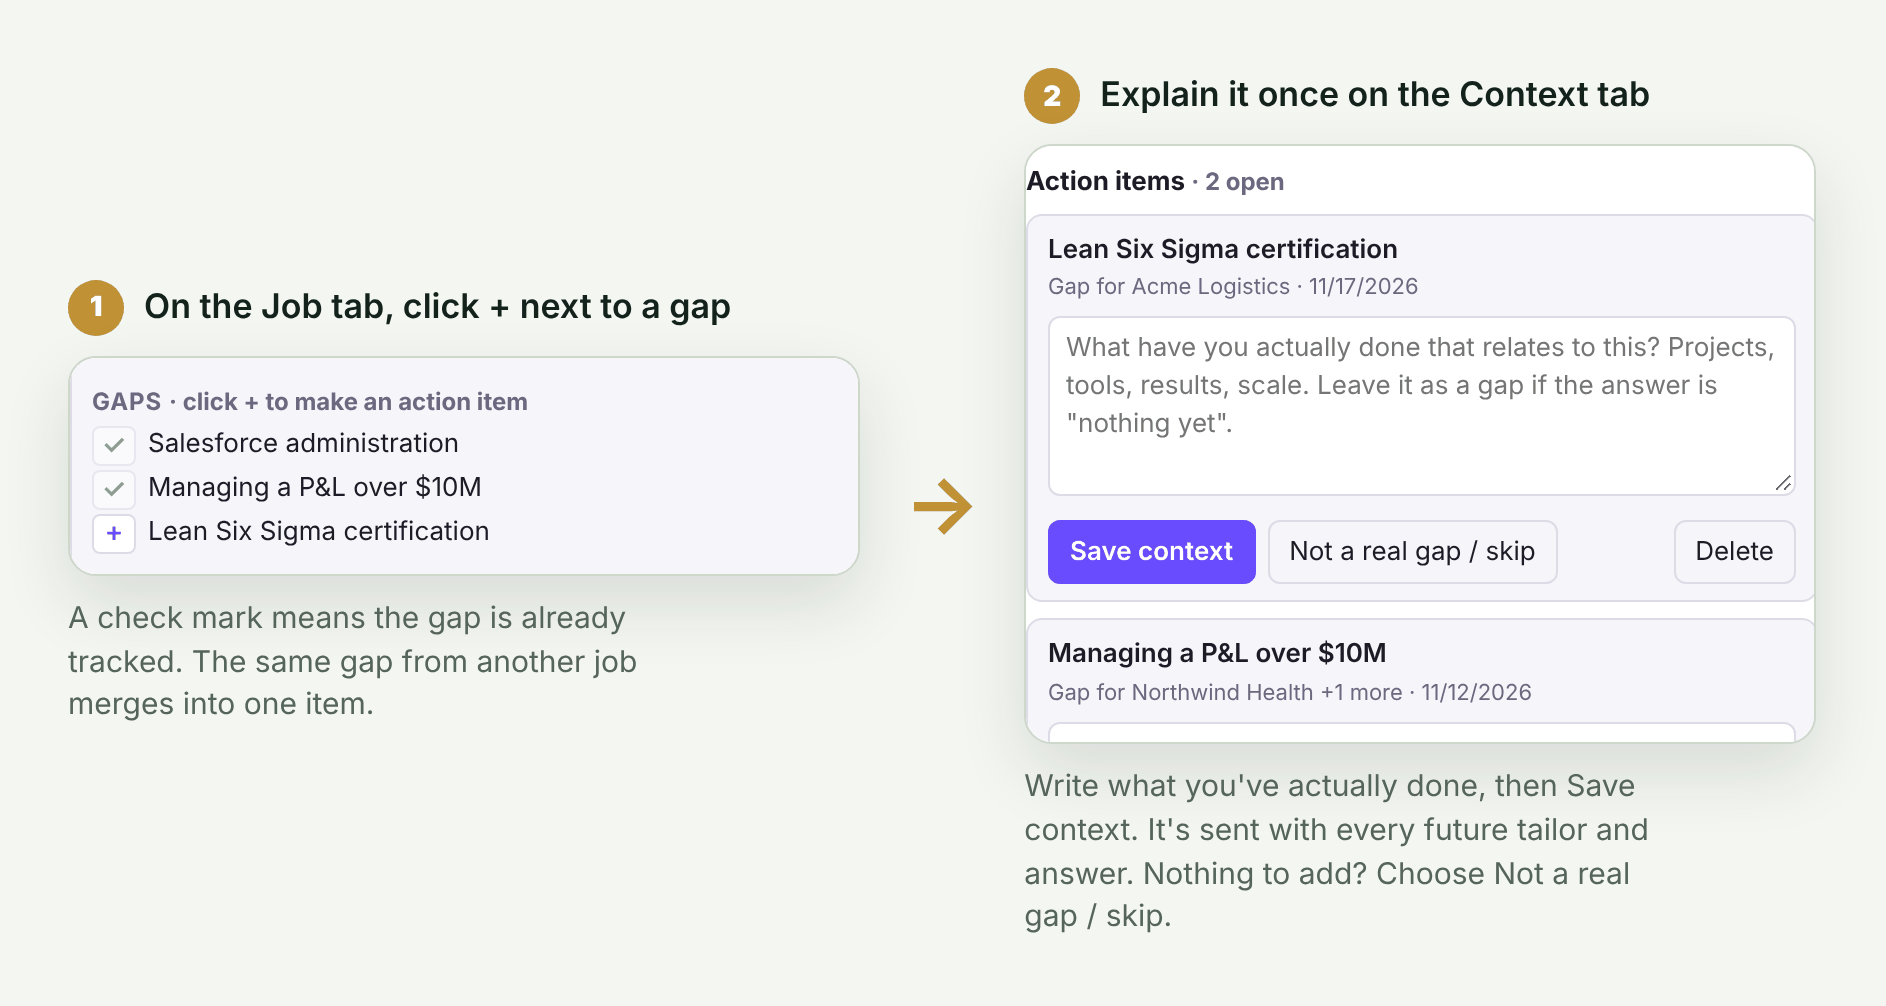 1 On the Job tab, click + next to a gap
GAPS · click + to make an action item
Salesforce administration
Managing a P&L over $10M
+ Lean Six Sigma certification
A check mark means the gap is already
tracked. The same gap from another job
merges into one item.
2 Explain it once on the Context tab
Action items · 2 open
Lean Six Sigma certification
Gap for Acme Logistics · 11/17/2026
What have you actually done that relates to this? Projects,
tools, results, scale. Leave it as a gap if the answer is
"nothing yet".
Save context Not a real gap / skip Delete
Managing a P&L over $10M
Gap for Northwind Health +1 more · 11/12/2026
Write what you've actually done, then Save
context. It's sent with every future tailor and
answer. Nothing to add? Choose Not a real
gap / skip.